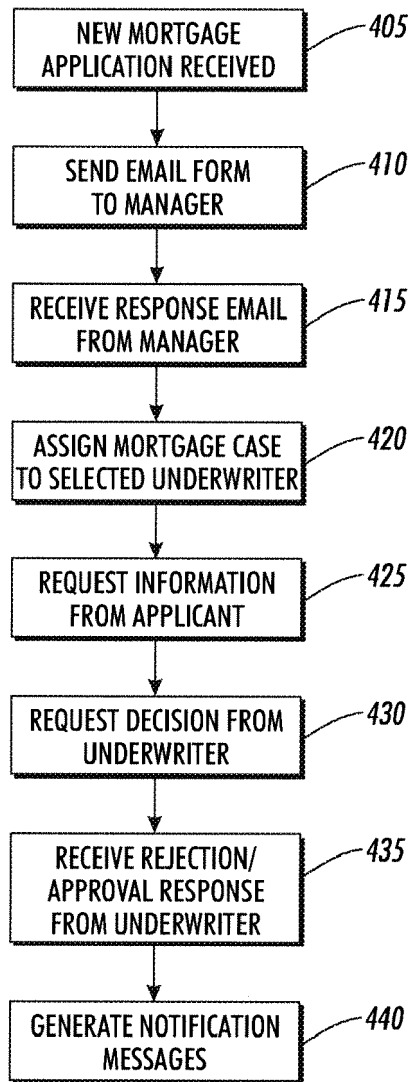 NEW MORTGAGE
APPLICATION RECEIVED
405
SEND EMAIL FORM
TO MANAGER
410
RECEIVE RESPONSE EMAIL
FROM MANAGER
415
ASSIGN MORTGAGE CASE
TO SELECTED UNDERWRITER
420
REQUEST INFORMATION
FROM APPLICANT
425
REQUEST DECISION FROM
UNDERWRITER
430
RECEIVE REJECTION/
APPROVAL RESPONSE
FROM UNDERWRITER
435
GENERATE NOTIFICATION
MESSAGES
440